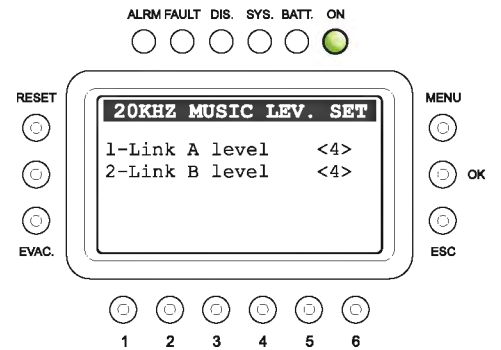 ALRM FAULT DIS. SYS. BATT. ON
RESET
MENU
20KHZ MUSIC LEV. SET
1-Link A level <4>
2-Link B level <4>
OK
EVAC.
ESC
1 2 3 4 5 6